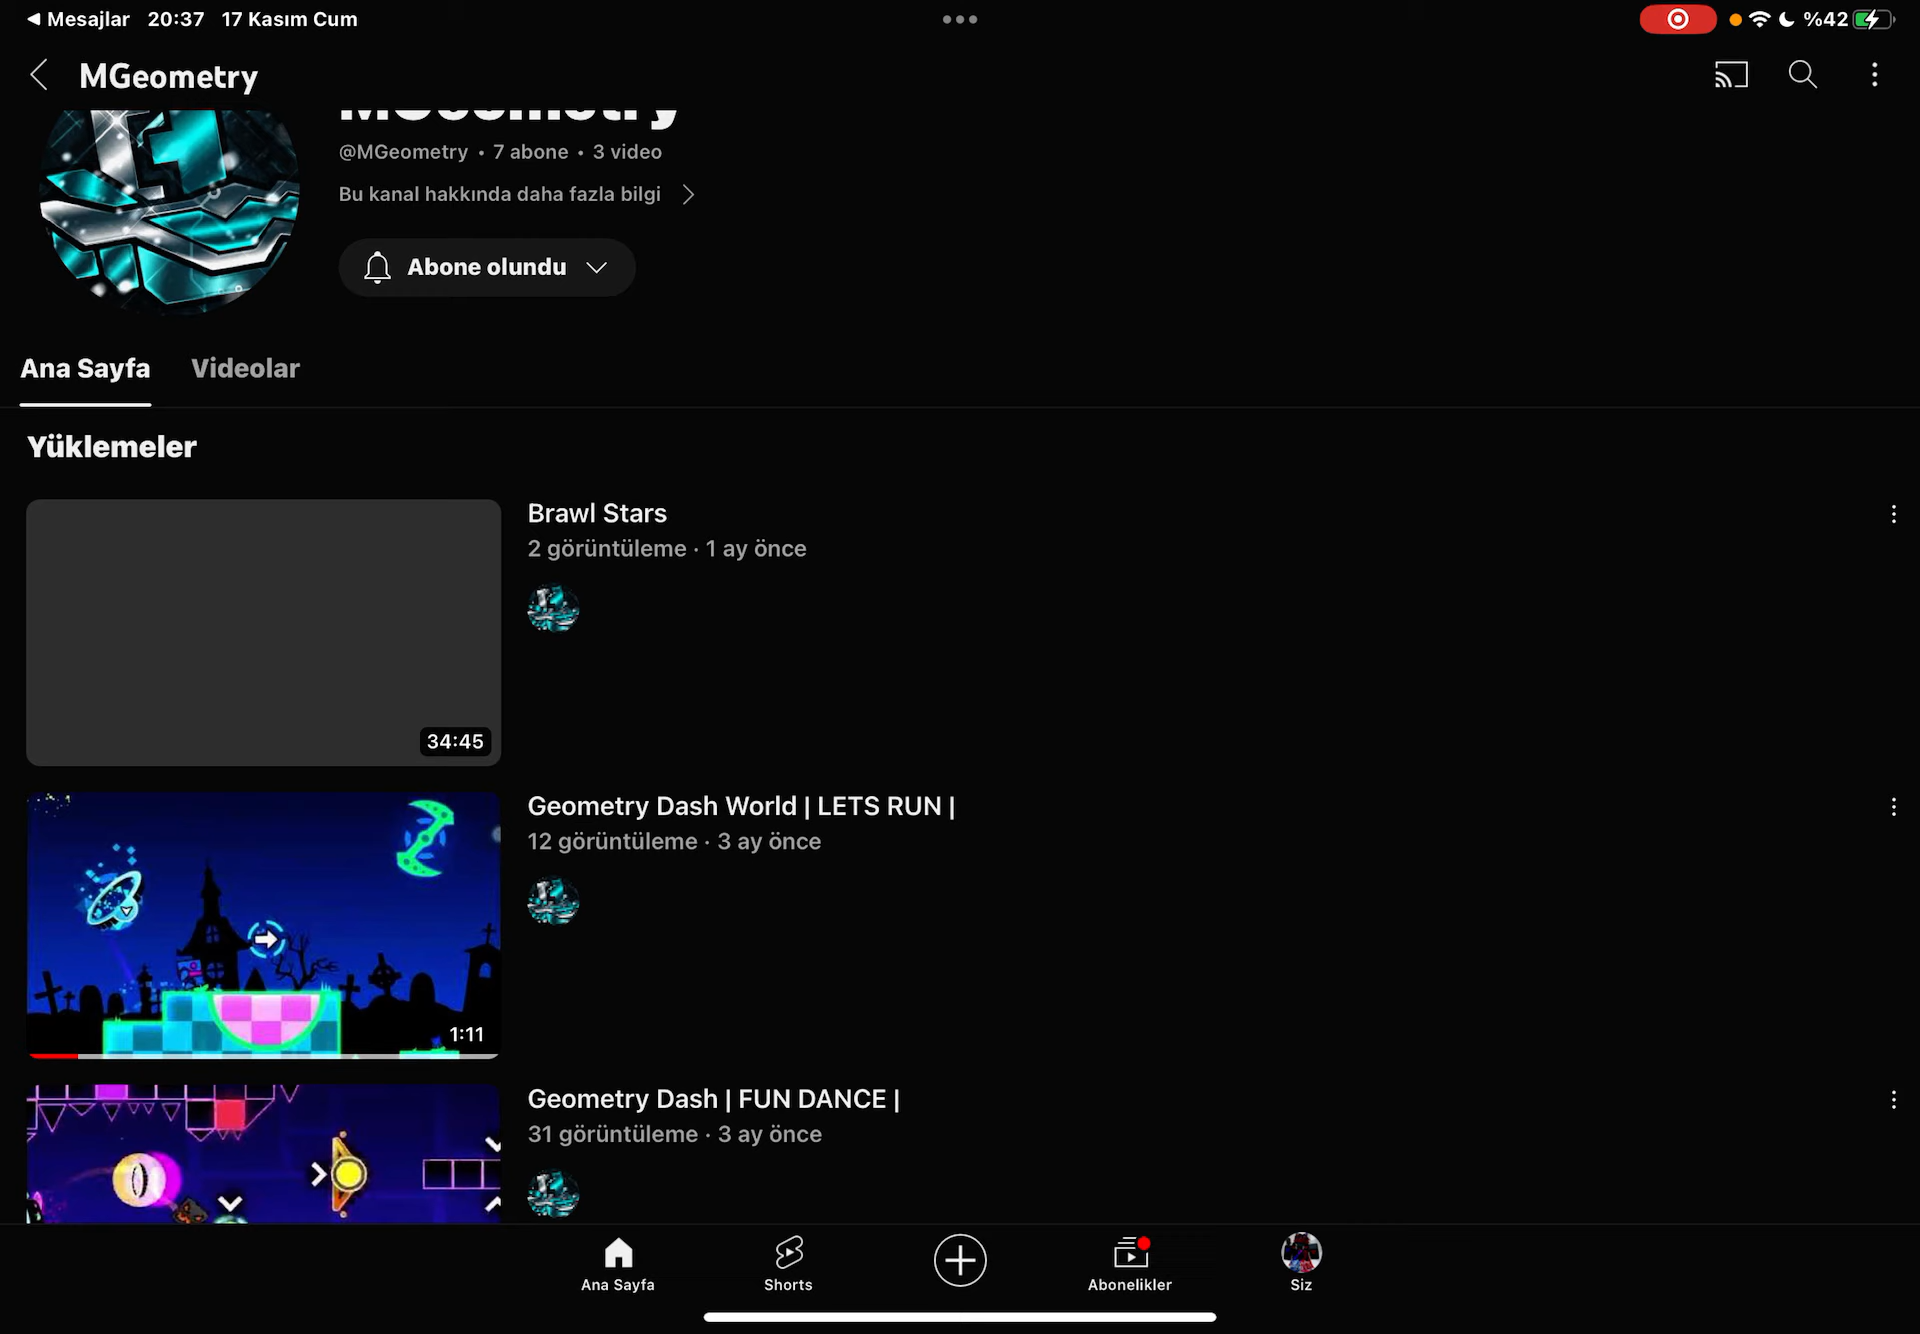 Mesajlar 20:37 17 Kasım Cum
%42
MGeometry
MGeometry
@MGeometry • 7 abone • 3 video
Bu kanal hakkında daha fazla bilgi
Abone olundu
Ana Sayfa Videolar
Yüklemeler
Brawl Stars
2 görüntüleme · 1 ay önce
34:45
Geometry Dash World | LETS RUN |
12 görüntüleme · 3 ay önce
1:11
Geometry Dash | FUN DANCE |
31 görüntüleme · 3 ay önce
Ana Sayfa
Shorts
Abonelikler
Siz